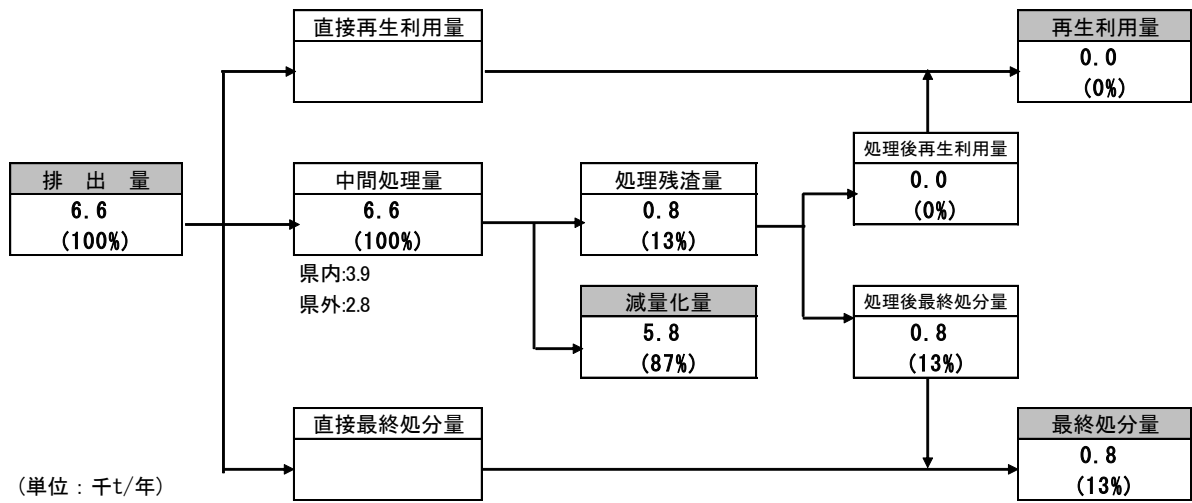 直接再生利用量
再生利用量
0.0
(0%)
排 出 量
6.6
(100%)
中間処理量
6.6
(100%)
県内:3.9
県外:2.8
処理残渣量
0.8
(13%)
減量化量
5.8
(87%)
処理後再生利用量
0.0
(0%)
処理後最終処分量
0.8
(13%)
直接最終処分量
最終処分量
0.8
(13%)
(単位：千t/年)